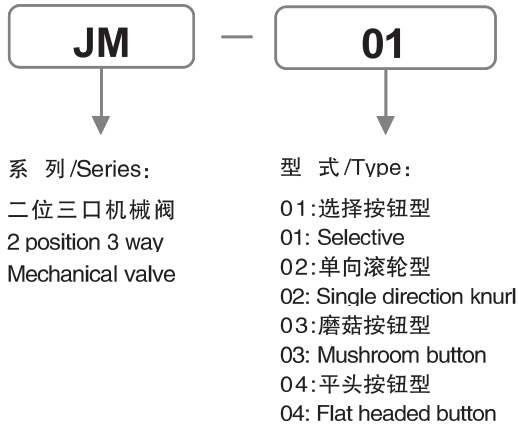 JM — 01
系 列/Series:
二位三口机械阀
2 position 3 way
Mechanical valve
型 式/Type:
01:选择按钮型
01: Selective
02:单向滚轮型
02: Single direction knurl
03:磨菇按钮型
03: Mushroom button
04:平头按钮型
04: Flat headed button